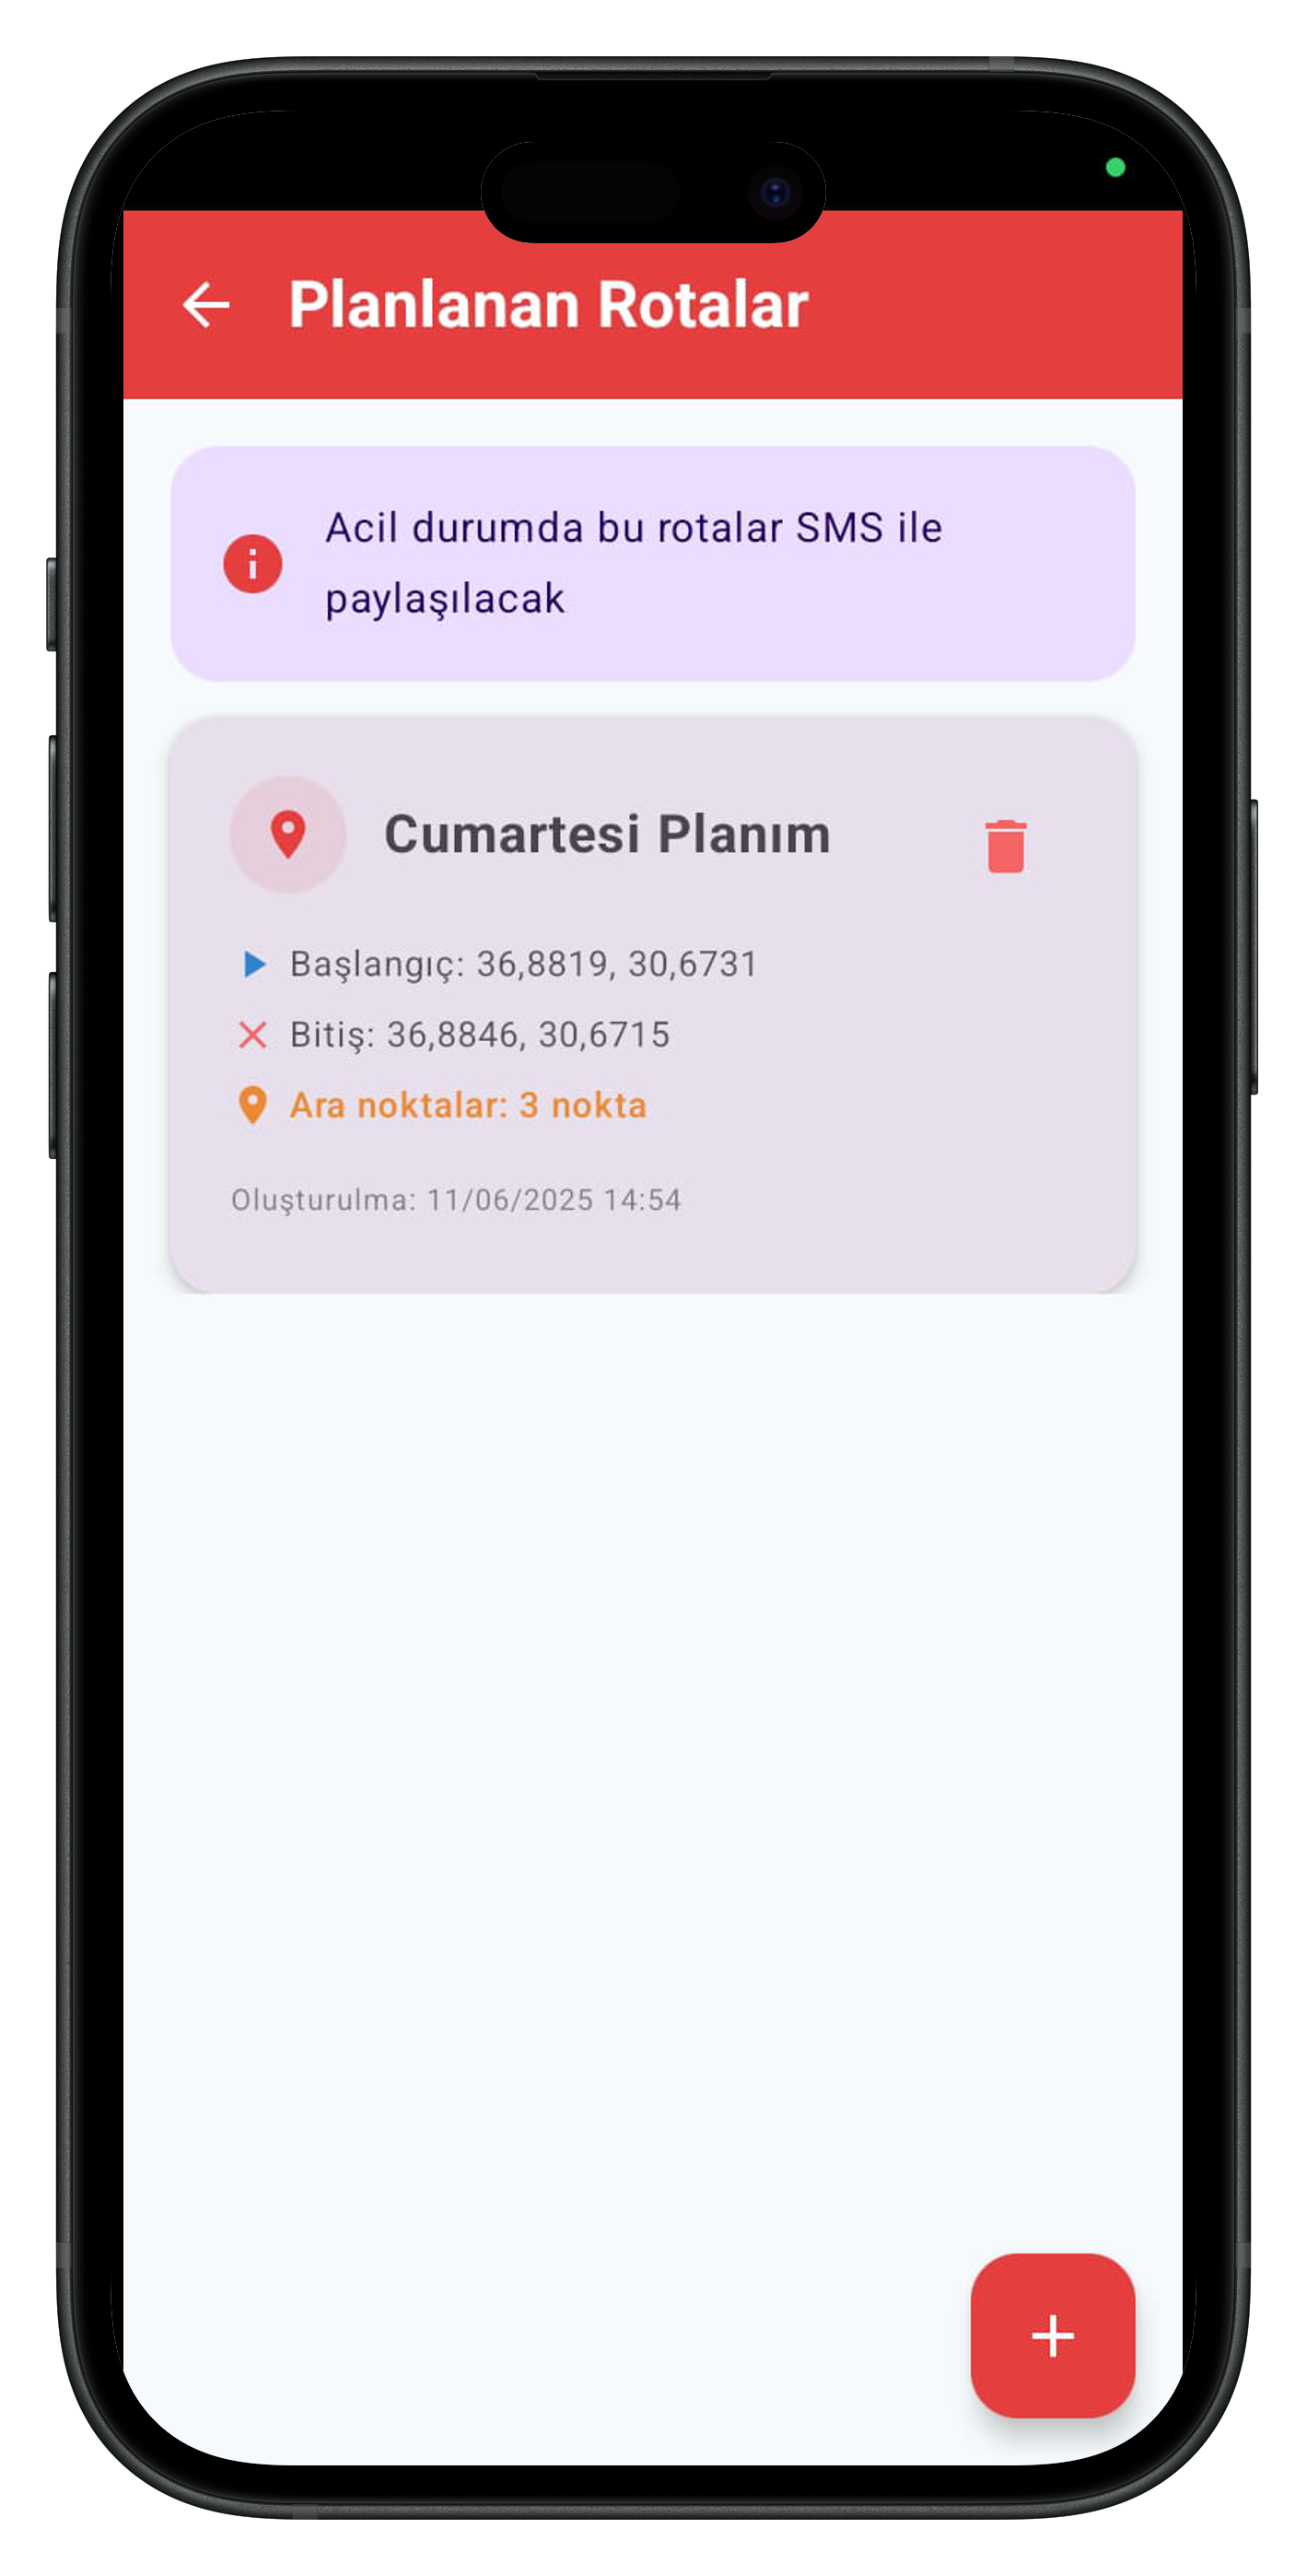 Planlanan Rotalar
Acil durumda bu rotalar SMS ile
paylaşılacak
Cumartesi Planım
Başlangıç: 36,8819, 30,6731
Bitiş: 36,8846, 30,6715
Ara noktalar: 3 nokta
Oluşturulma: 11/06/2025 14:54